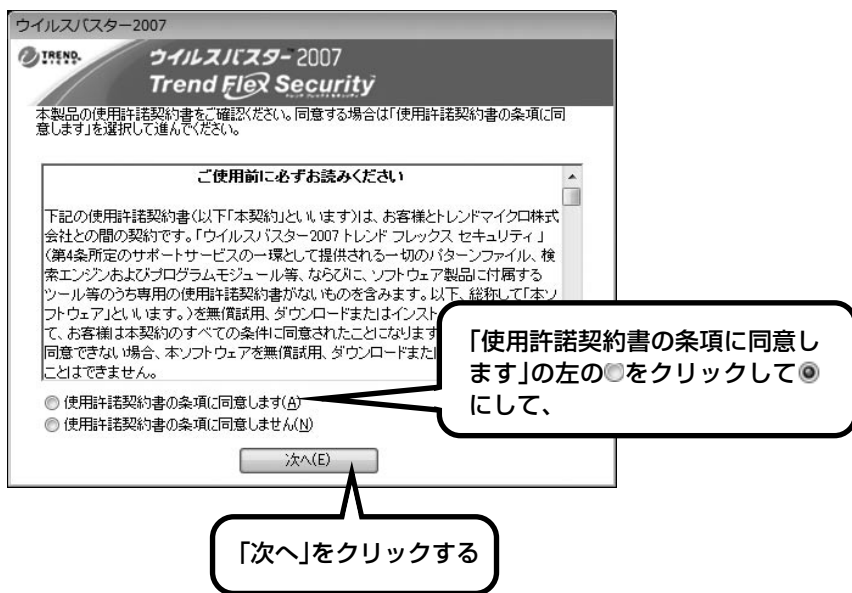 ウイルスバスター2007
TREND
MICRO
ウイルスバスター™2007
Trend Flex Security
トレンド フレックス セキュリティ
本製品の使用許諾契約書をご確認ください。同意する場合は「使用許諾契約書の条項に同
意します」を選択して進んでください。
ご使用前に必ずお読みください
下記の使用許諾契約書(以下「本契約」といいます)は、お客様とトレンドマイクロ株式
会社との間の契約です。「ウイルスバスター2007 トレンド フレックス セキュリティ」
(第4条所定のサポートサービスの一環として提供される一切のパターンファイル、検
索エンジンおよびプログラムモジュール等、ならびに、ソフトウェア製品に付属する
ツール等のうち専用の使用許諾契約書がないものを含みます。以下、総称して「本ソ
フトウェア」といいます。)を無償試用、ダウンロードまたはインスト
て、お客様は本契約のすべての条件に同意されたことになります
同意できない場合、本ソフトウェアを無償試用、ダウンロードまた
ことはできません。
使用許諾契約書の条項に同意します(A)
使用許諾契約書の条項に同意しません(N)
次へ(E)
「使用許諾契約書の条項に同意し
ます」の左の○をクリックして◉
にして、
「次へ」をクリックする